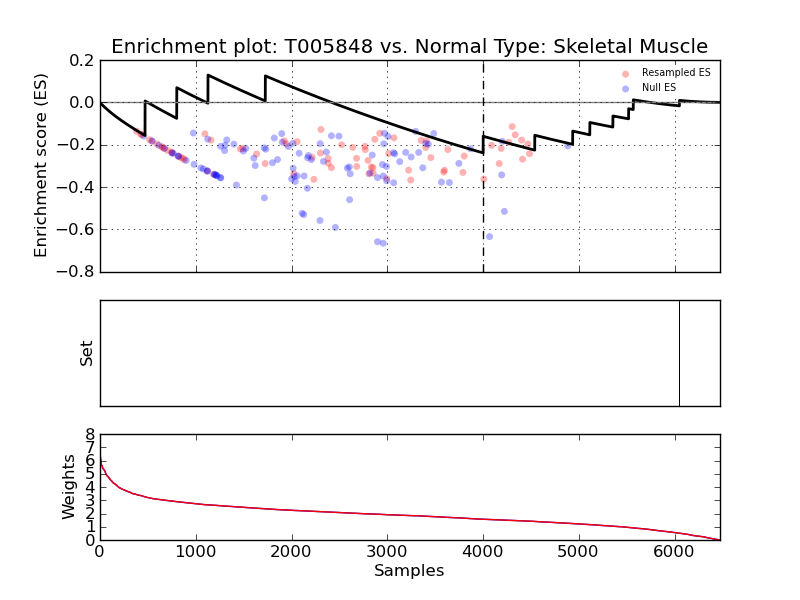 Enrichment plot: T005848 vs. Normal Type: Skeletal Muscle
0.2
0.0
−0.2
−0.4
−0.6
−0.8
Enrichment score (ES)
Resampled ES
Null ES
Set
8
7
6
5
4
3
2
1
0
Weights
0 1000 2000 3000 4000 5000 6000
Samples